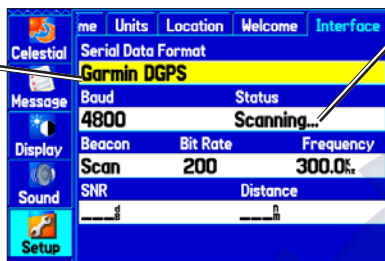 me Units Location Welcome Interface
Celestial
Serial Data Format
Garmin DGPS
Message
Baud Status
4800 Scanning...
Display
Beacon Bit Rate Frequency
Scan 200 300.0
Sound
SNR Distance
Setup